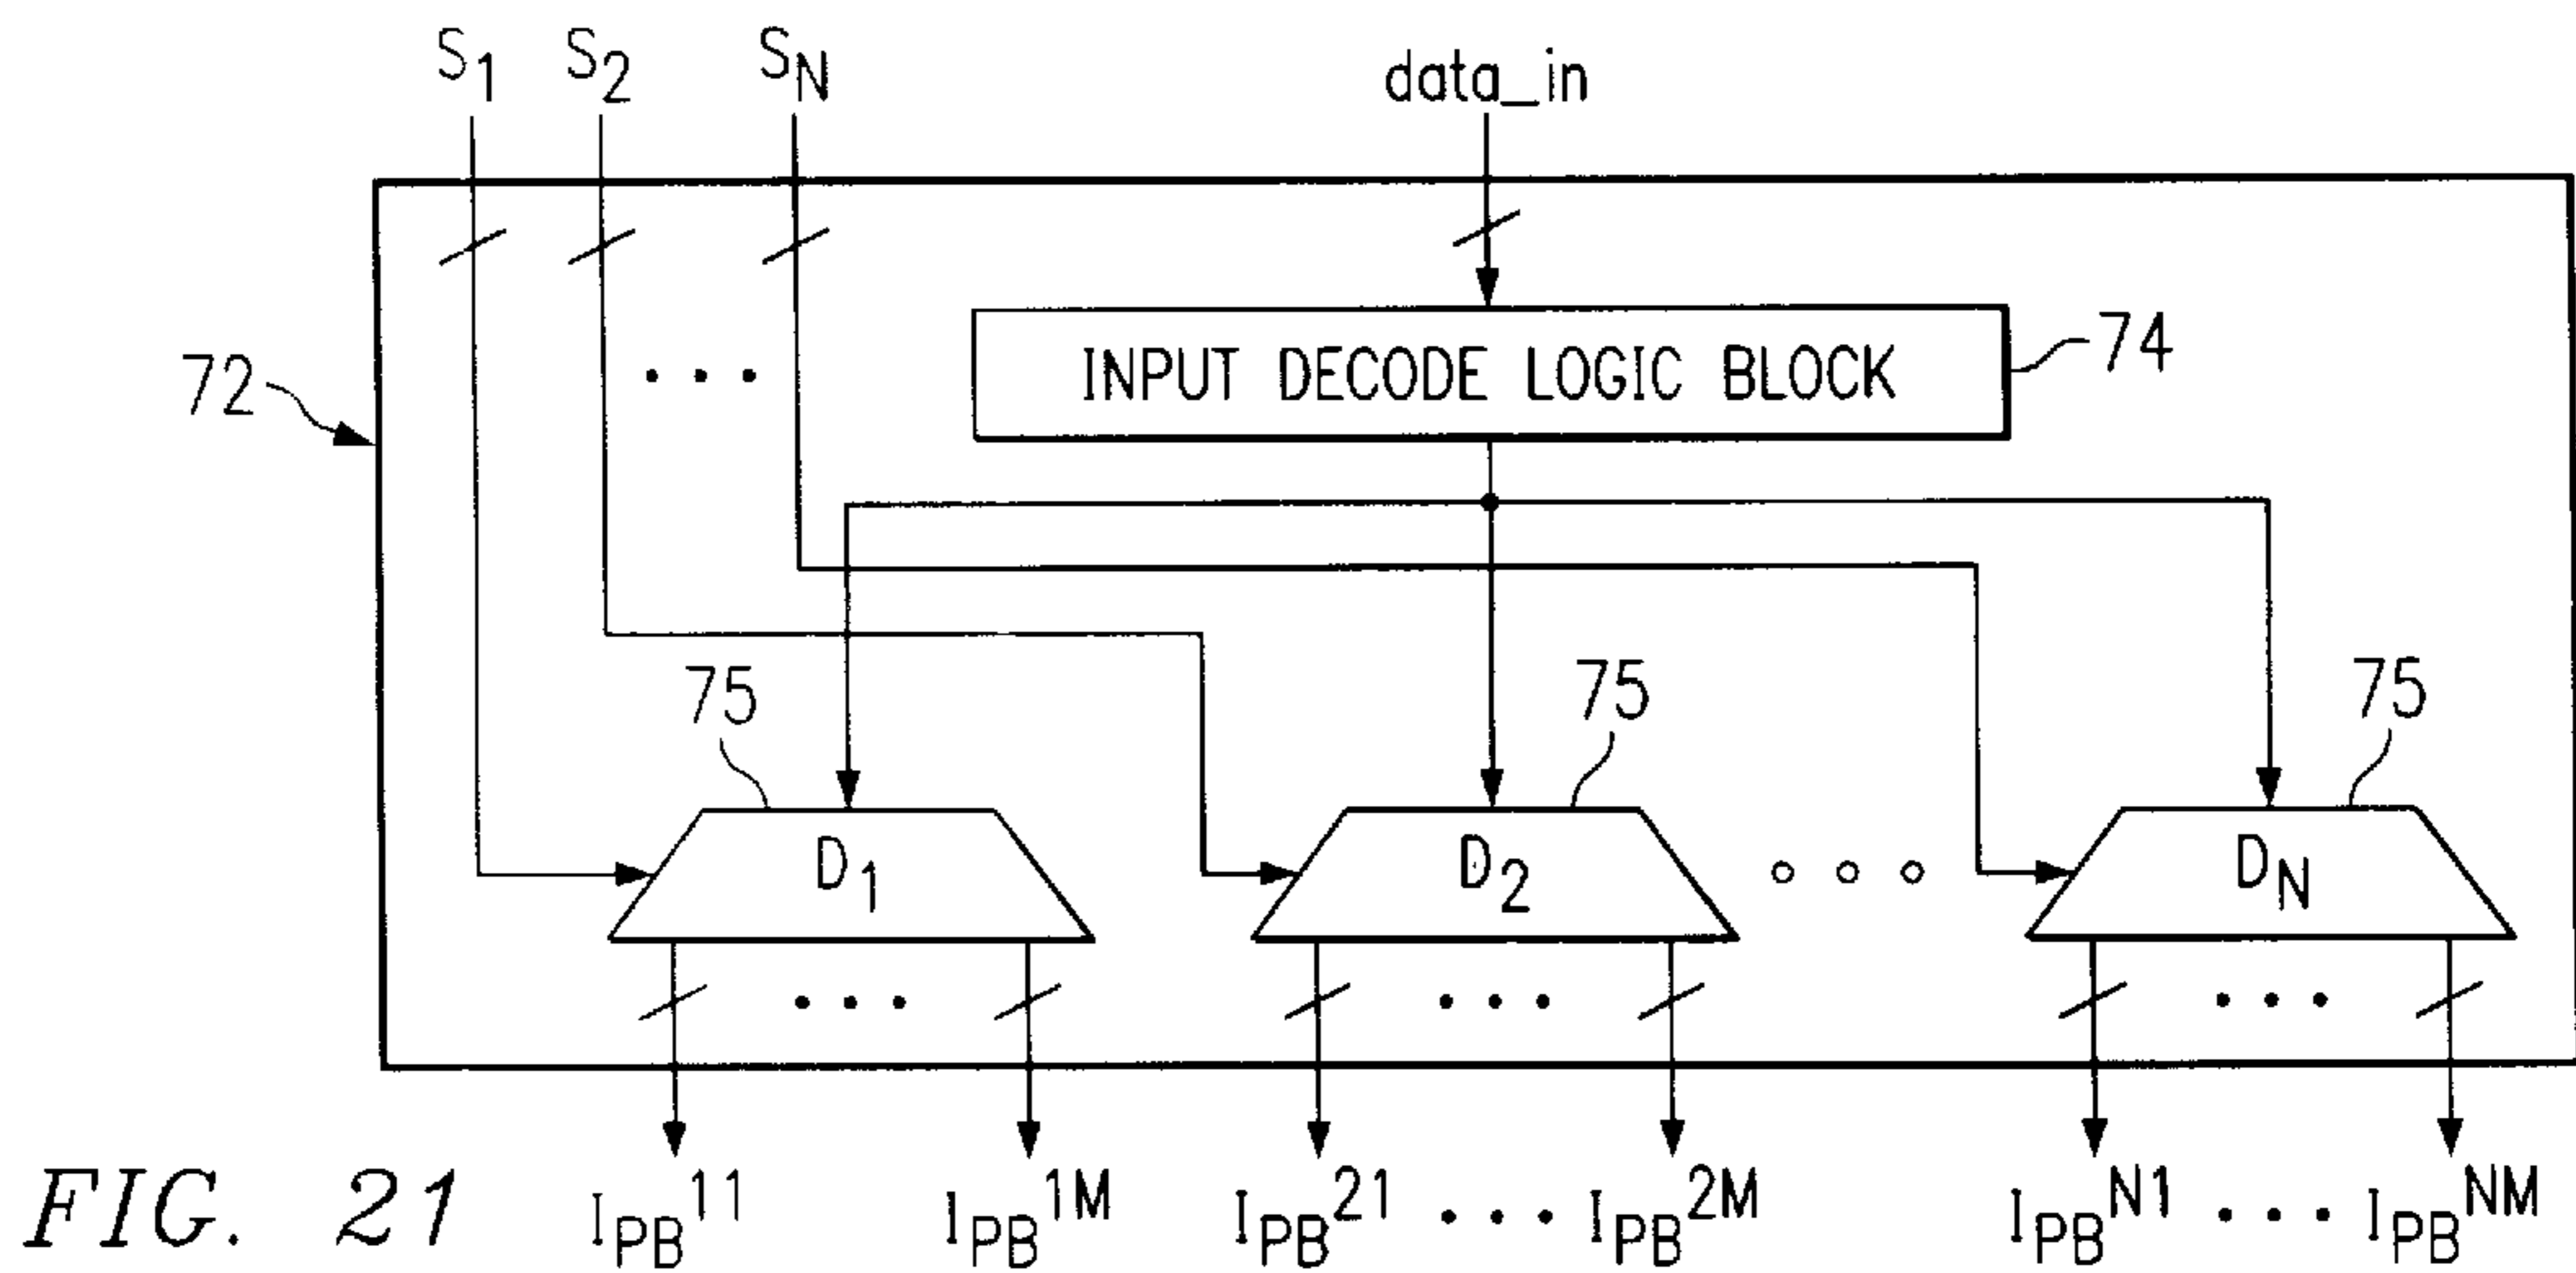 S1 S2 SN data_in
INPUT DECODE LOGIC BLOCK 74
72
75 75 75
D1 D2 DN
FIG. 21 IPB11 IPB1M IPB21 ... IPB2M IPBN1 ... IPBNM